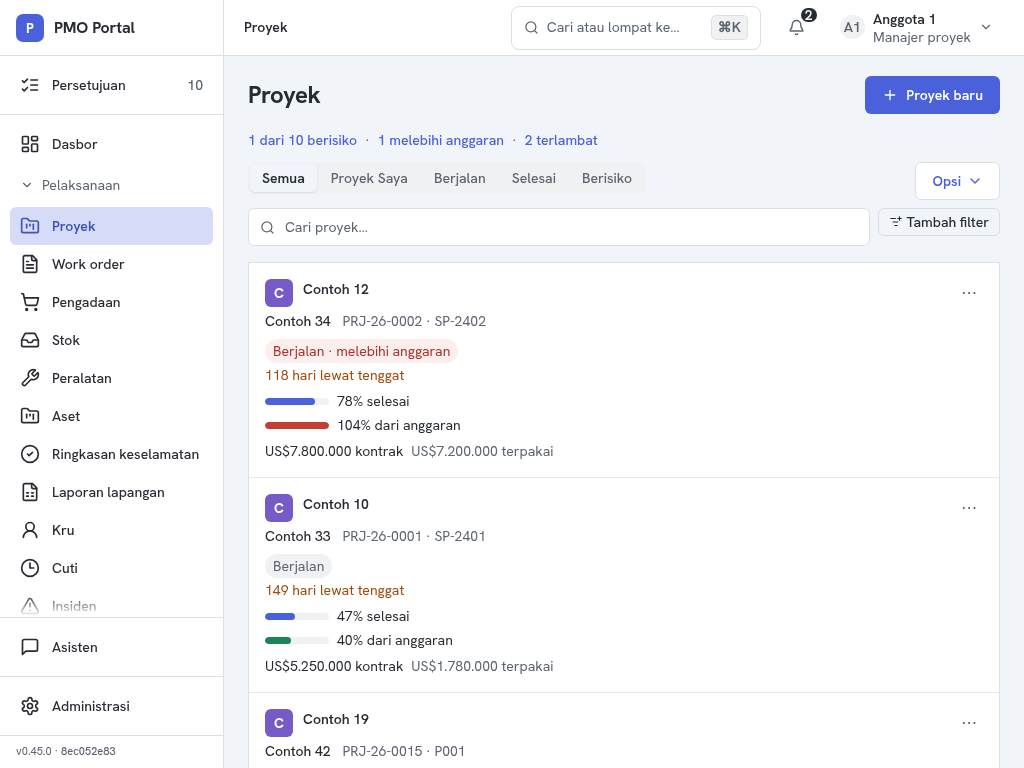 P PMO Portal
Proyek
Cari atau lompat ke...
⌘K
2
A1
Anggota 1
Manajer proyek
Persetujuan 10
Dasbor
Pelaksanaan
Proyek
Work order
Pengadaan
Stok
Peralatan
Aset
Ringkasan keselamatan
Laporan lapangan
Kru
Cuti
Insiden
Asisten
Administrasi
v0.45.0 · 8ec052e83
Proyek
+ Proyek baru
1 dari 10 berisiko · 1 melebihi anggaran · 2 terlambat
Semua Proyek Saya Berjalan Selesai Berisiko
Opsi
Cari proyek...
Tambah filter
C Contoh 12 ...
Contoh 34 PRJ-26-0002 · SP-2402
Berjalan · melebihi anggaran
118 hari lewat tenggat
78% selesai
104% dari anggaran
US$7.800.000 kontrak US$7.200.000 terpakai
C Contoh 10 ...
Contoh 33 PRJ-26-0001 · SP-2401
Berjalan
149 hari lewat tenggat
47% selesai
40% dari anggaran
US$5.250.000 kontrak US$1.780.000 terpakai
C Contoh 19 ...
Contoh 42 PRJ-26-0015 · P001